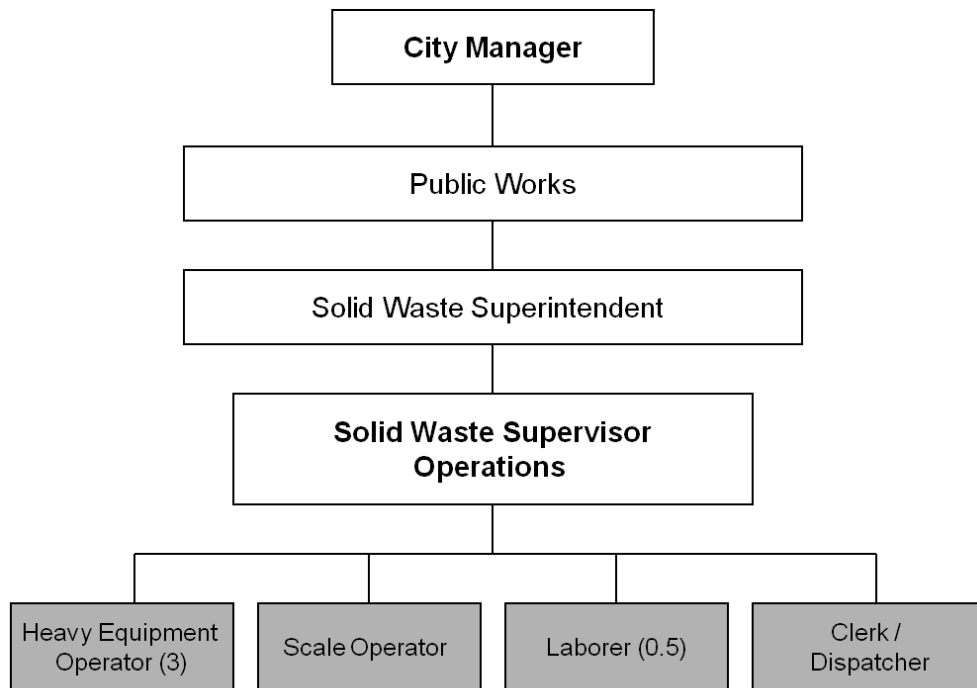 City Manager
Public Works
Solid Waste Superintendent
Solid Waste Supervisor
Operations
Heavy Equipment
Operator (3)
Scale Operator
Laborer (0.5)
Clerk /
Dispatcher